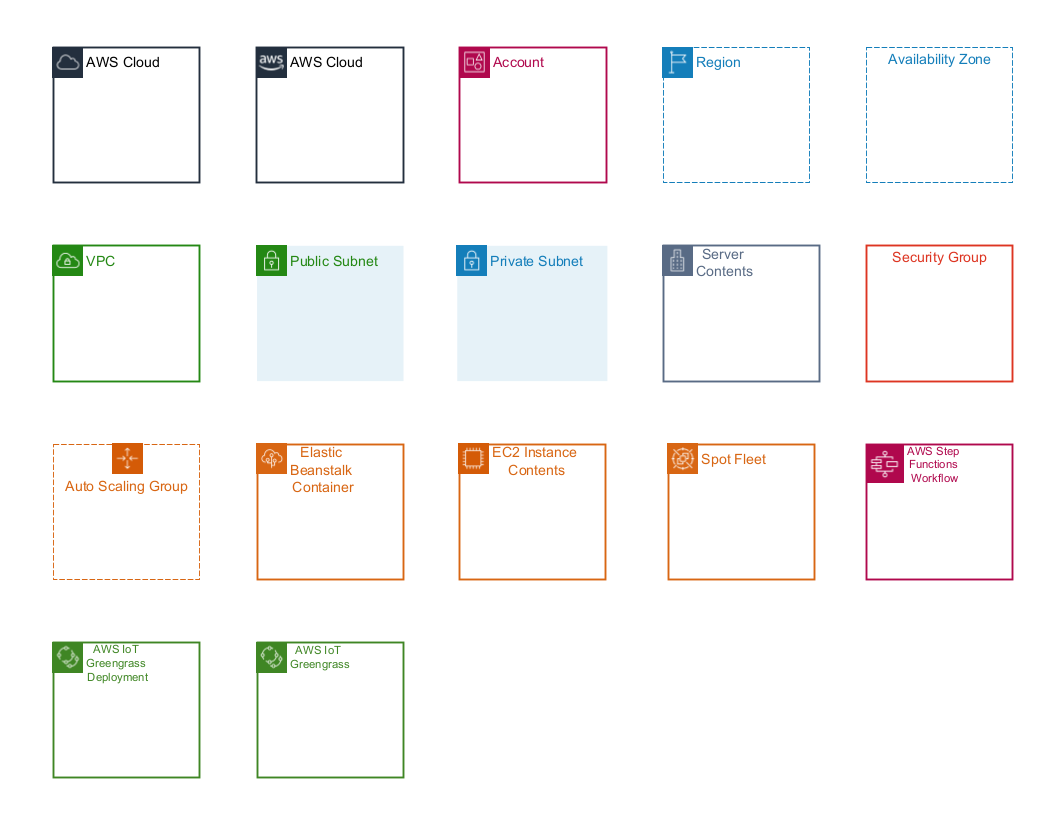 AWS Cloud
aws
AWS Cloud
Account
Region
Availability Zone
VPC
Public Subnet
Private Subnet
Server
Contents
Security Group
Auto Scaling Group
Elastic
Beanstalk
Container
EC2 Instance
Contents
Spot Fleet
AWS Step
Functions
Workflow
AWS IoT
Greengrass
Deployment
AWS IoT
Greengrass